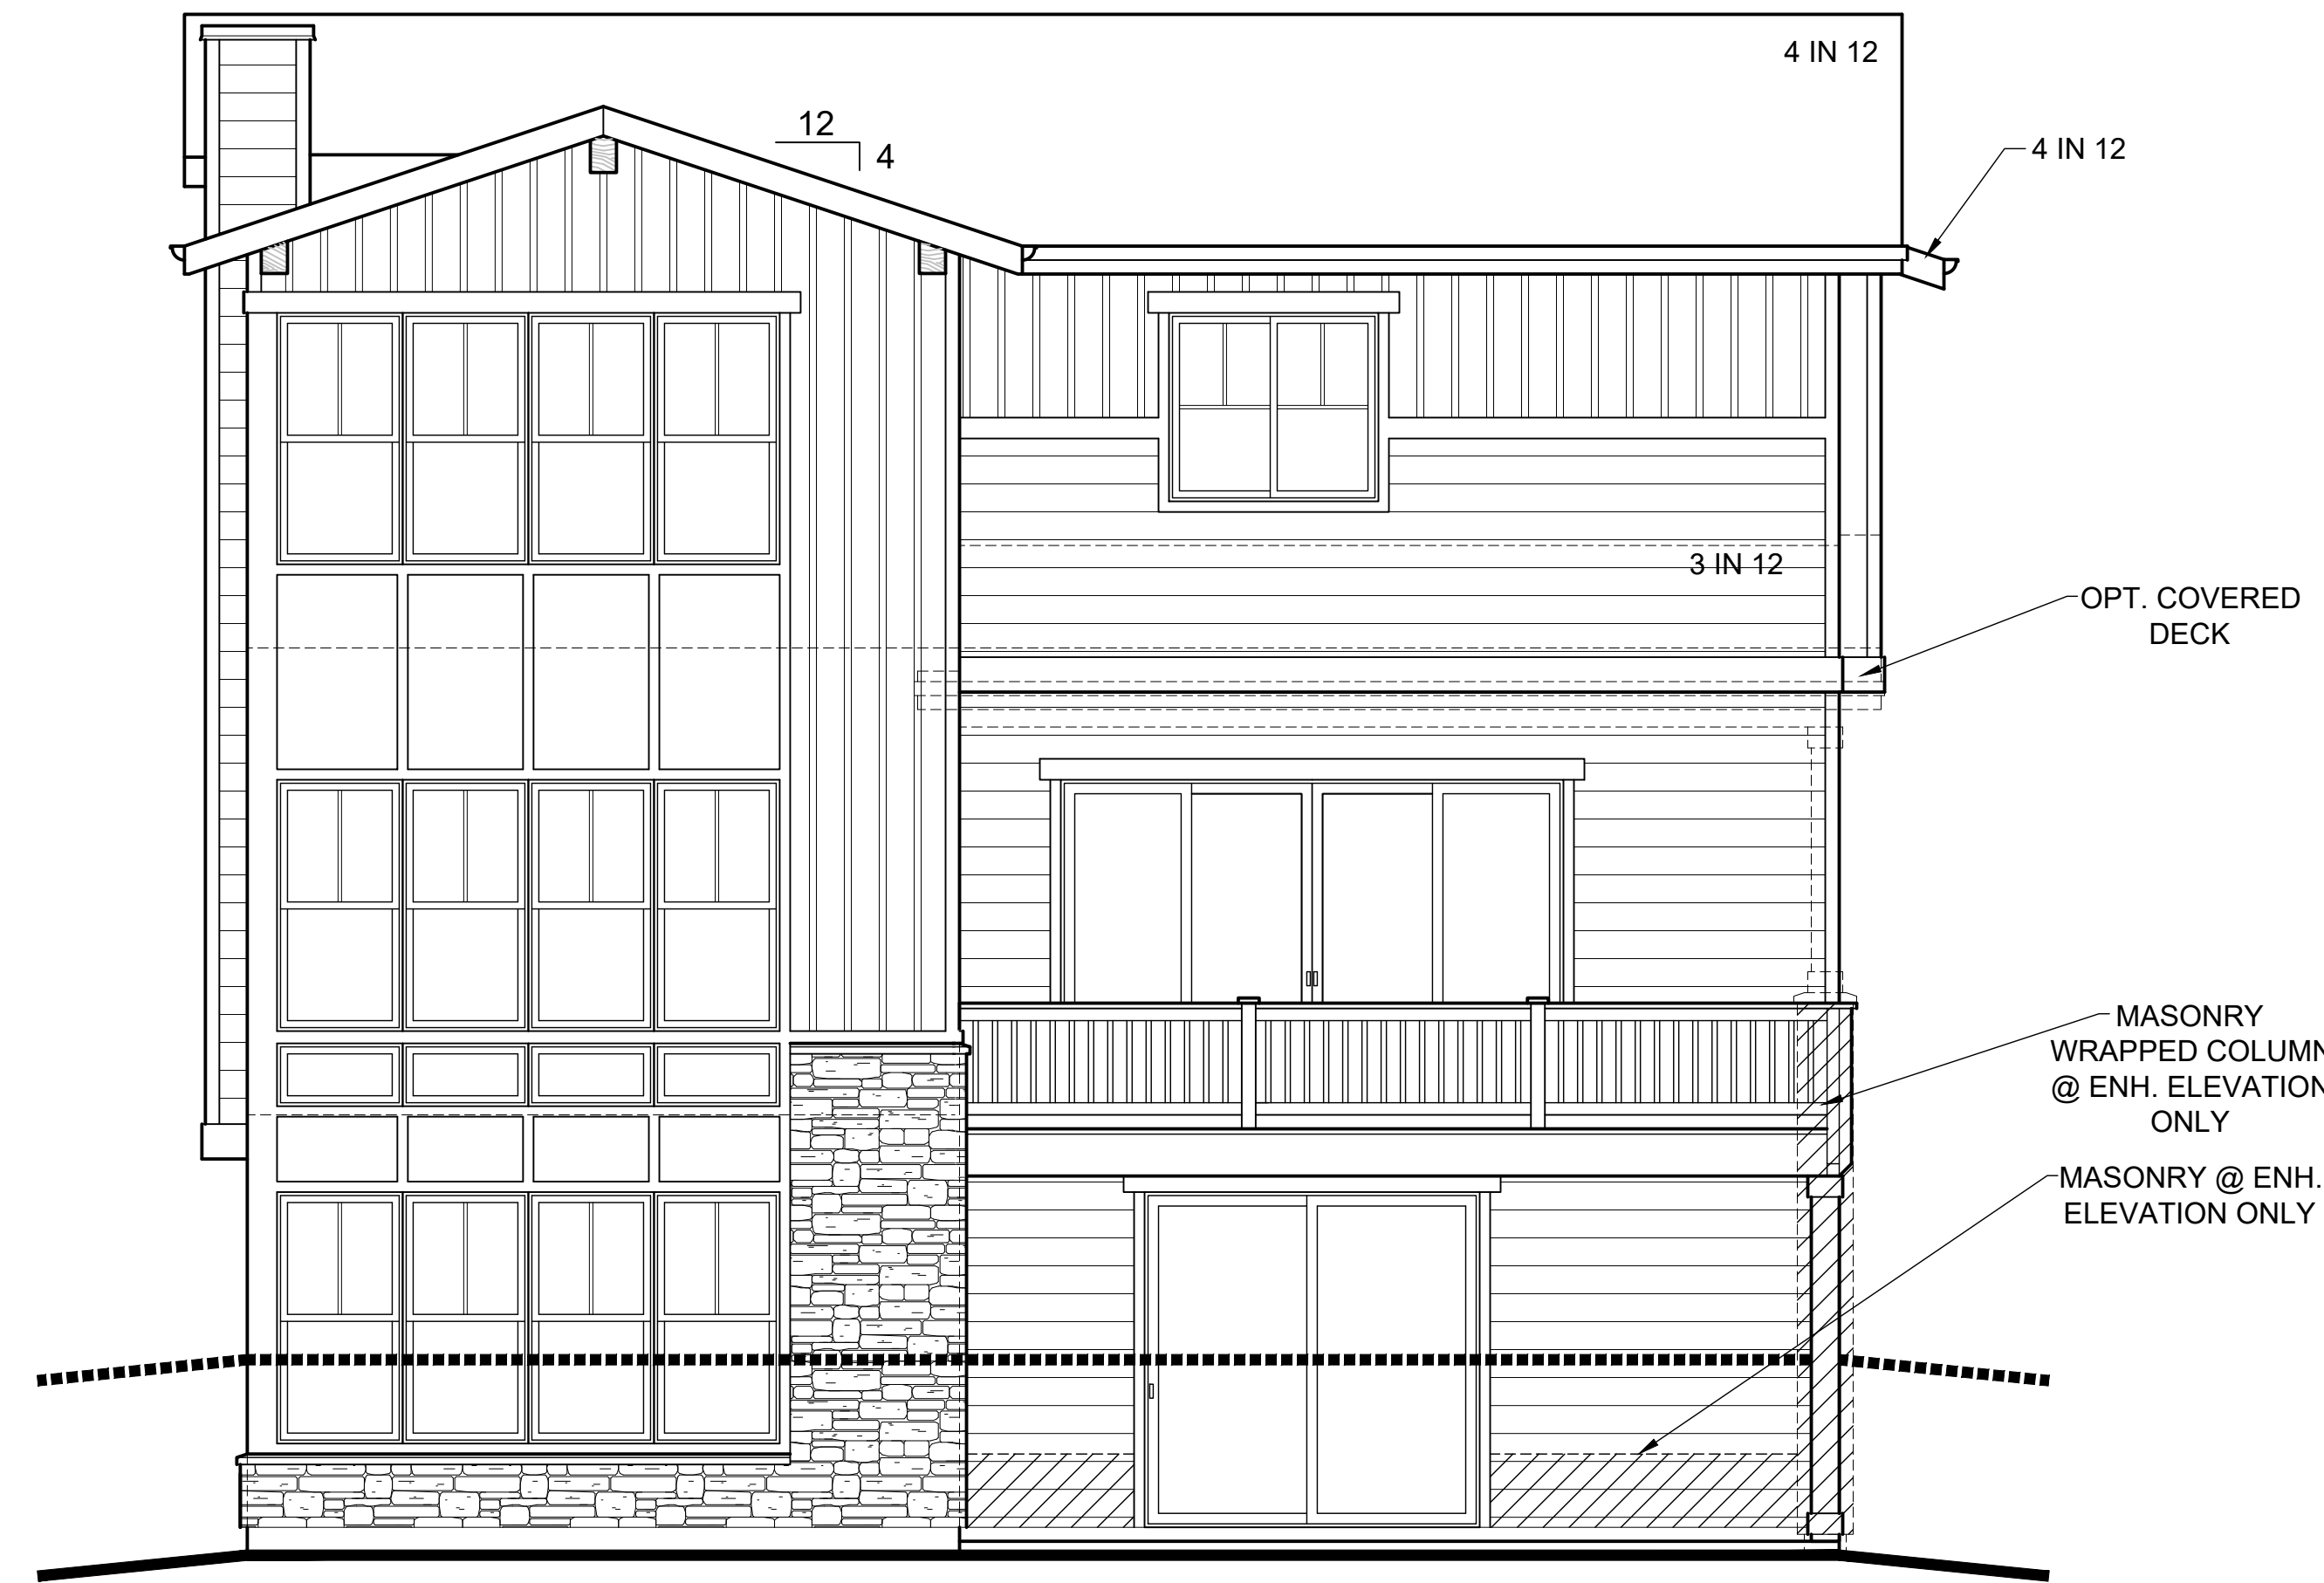 4 IN 12
12
4
4 IN 12
3 IN 12
OPT. COVERED
DECK
MASONRY
WRAPPED COLUMN
@ ENH. ELEVATION
ONLY
MASONRY @ ENH.
ELEVATION ONLY